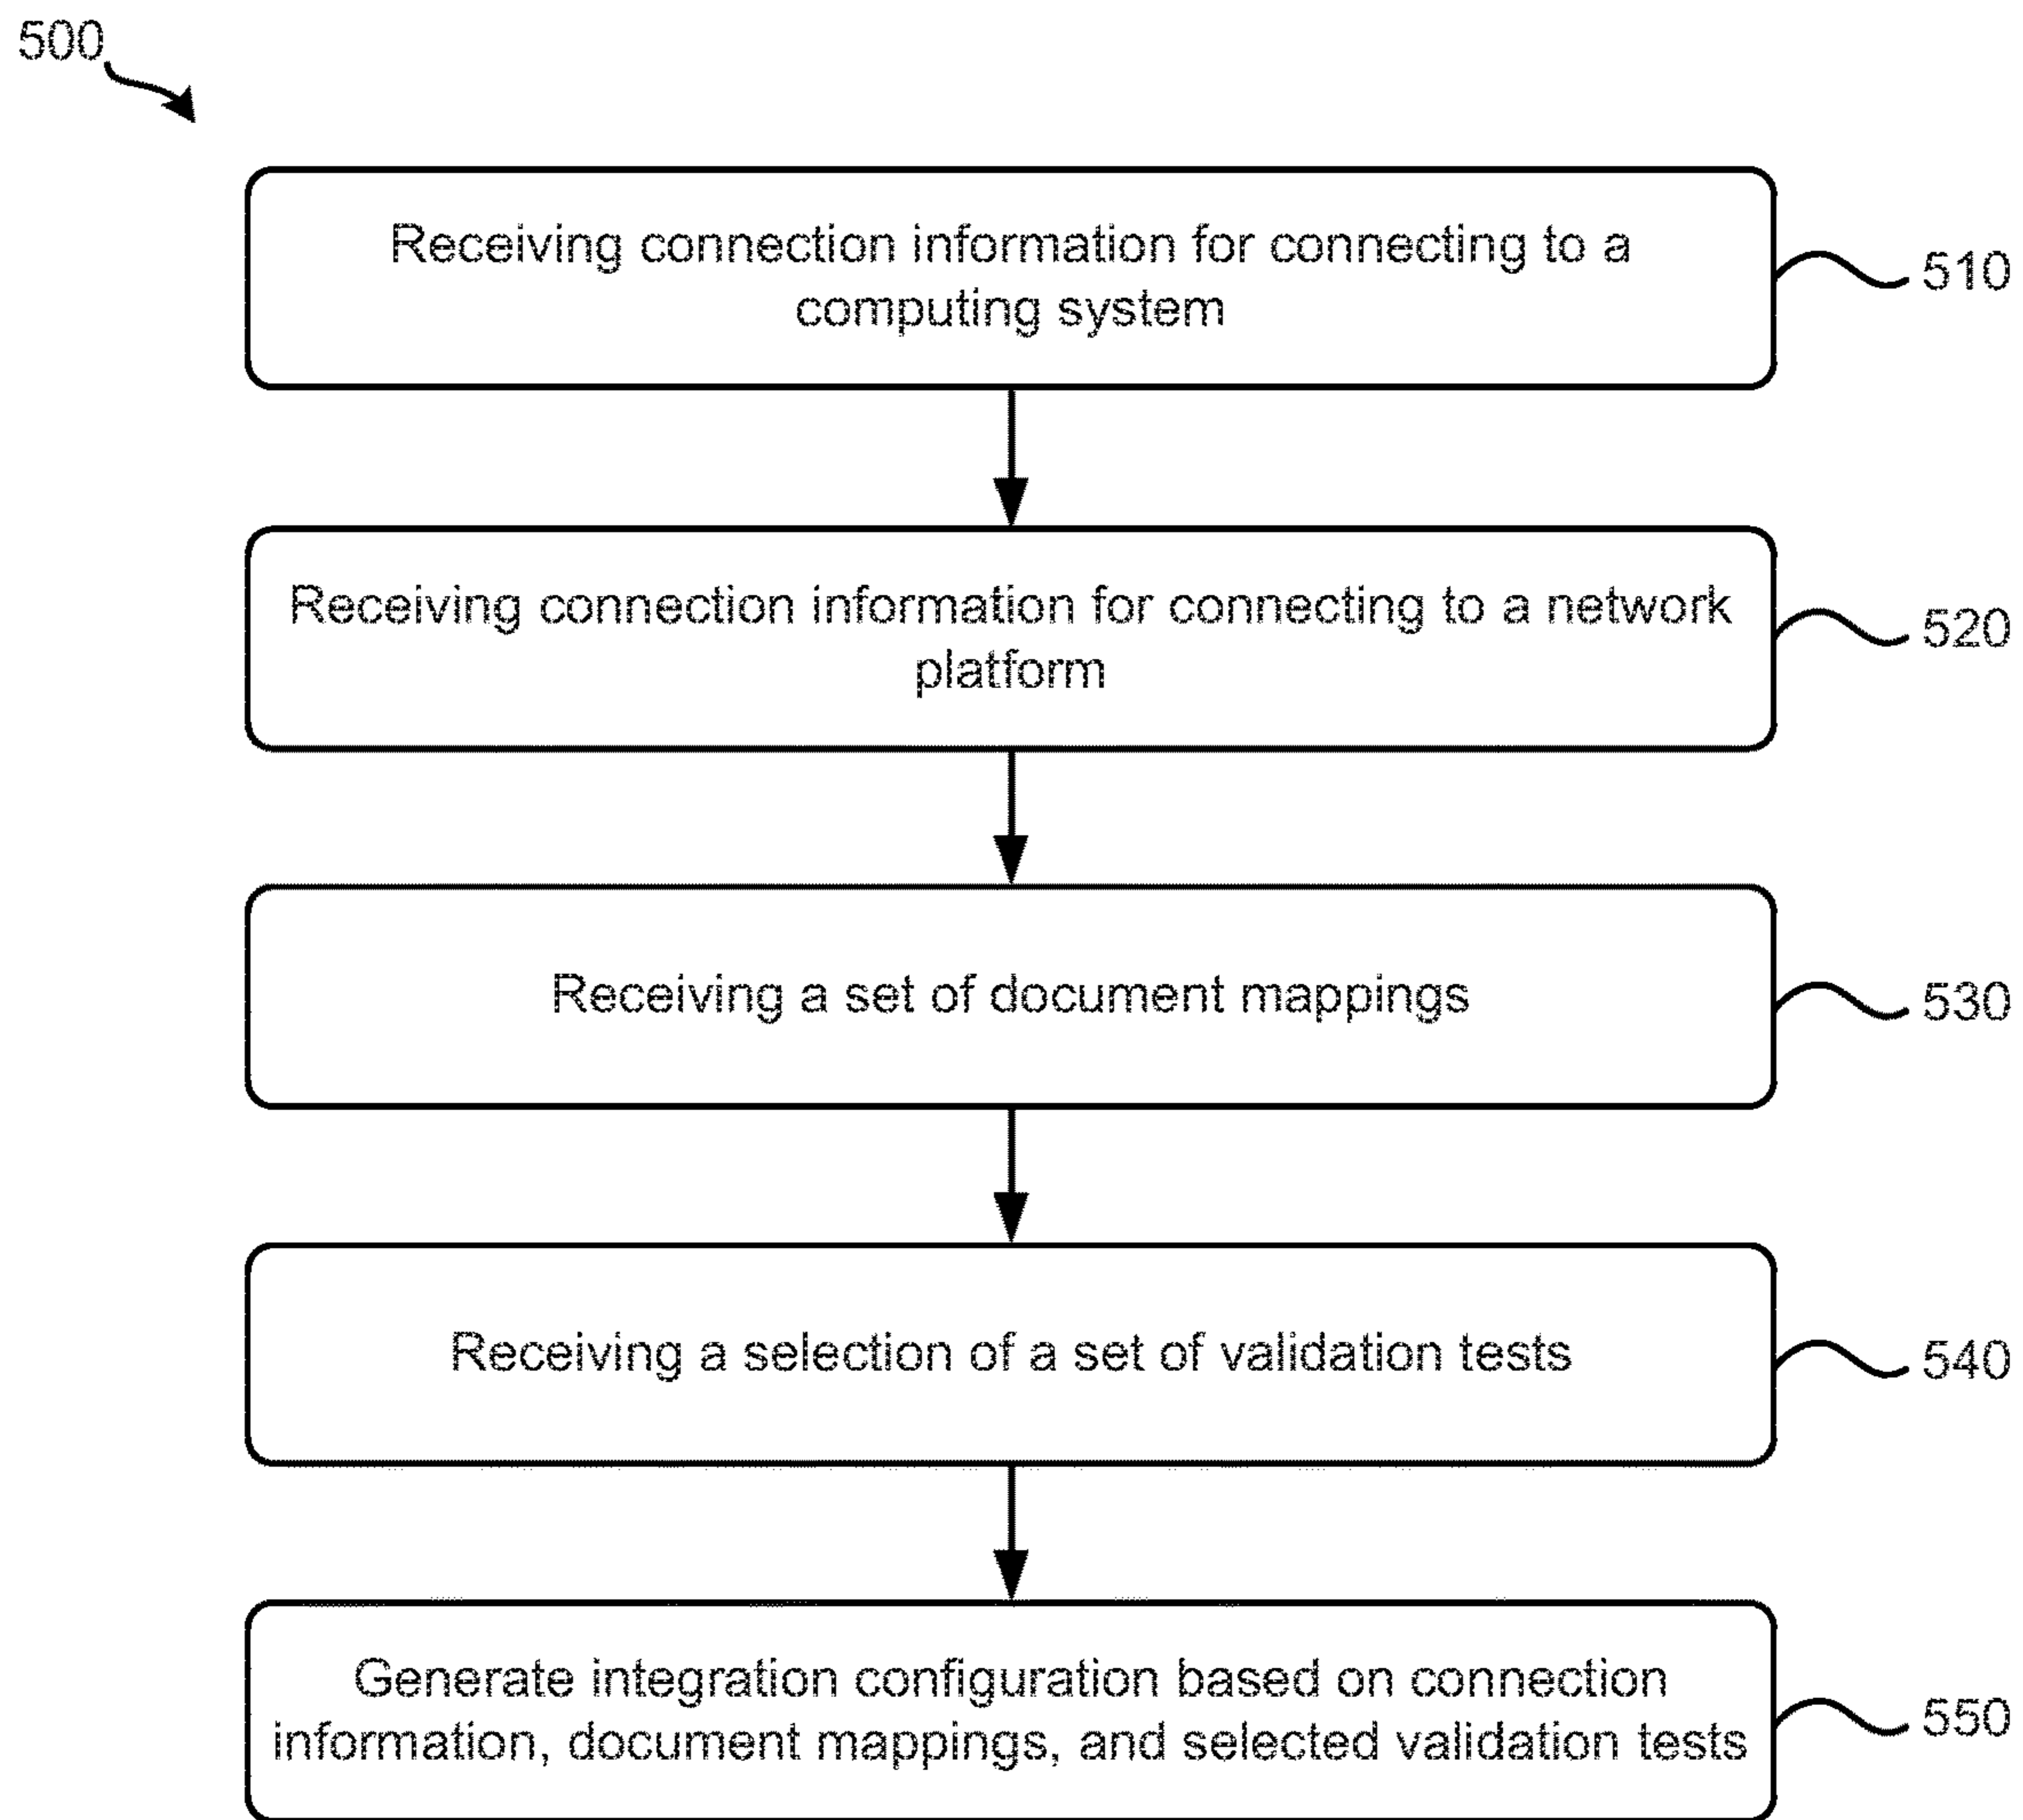 500
Receiving connection information for connecting to a
computing system
510
Receiving connection information for connecting to a network
platform
520
Receiving a set of document mappings
530
Receiving a selection of a set of validation tests
540
Generate integration configuration based on connection
information, document mappings, and selected validation tests
550